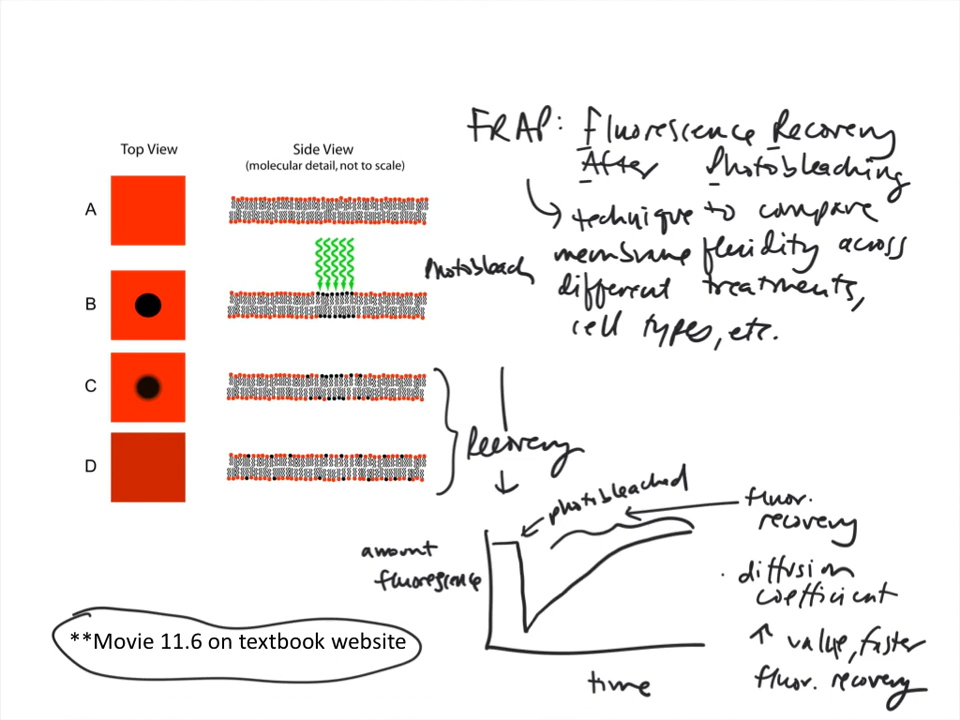 FRAP: Fluorescence Recovery
After Photobleaching
technique to compare
membrane fluidity across
different treatments,
cell types, etc.
Top View
Side View
(molecular detail, not to scale)
A
Photobleach
B
C
D
Recovery
photobleached
fluor.
recovery
amount
fluorescence
time
diffusion
coefficient
↑ value, faster
fluor. recovery
**Movie 11.6 on textbook website